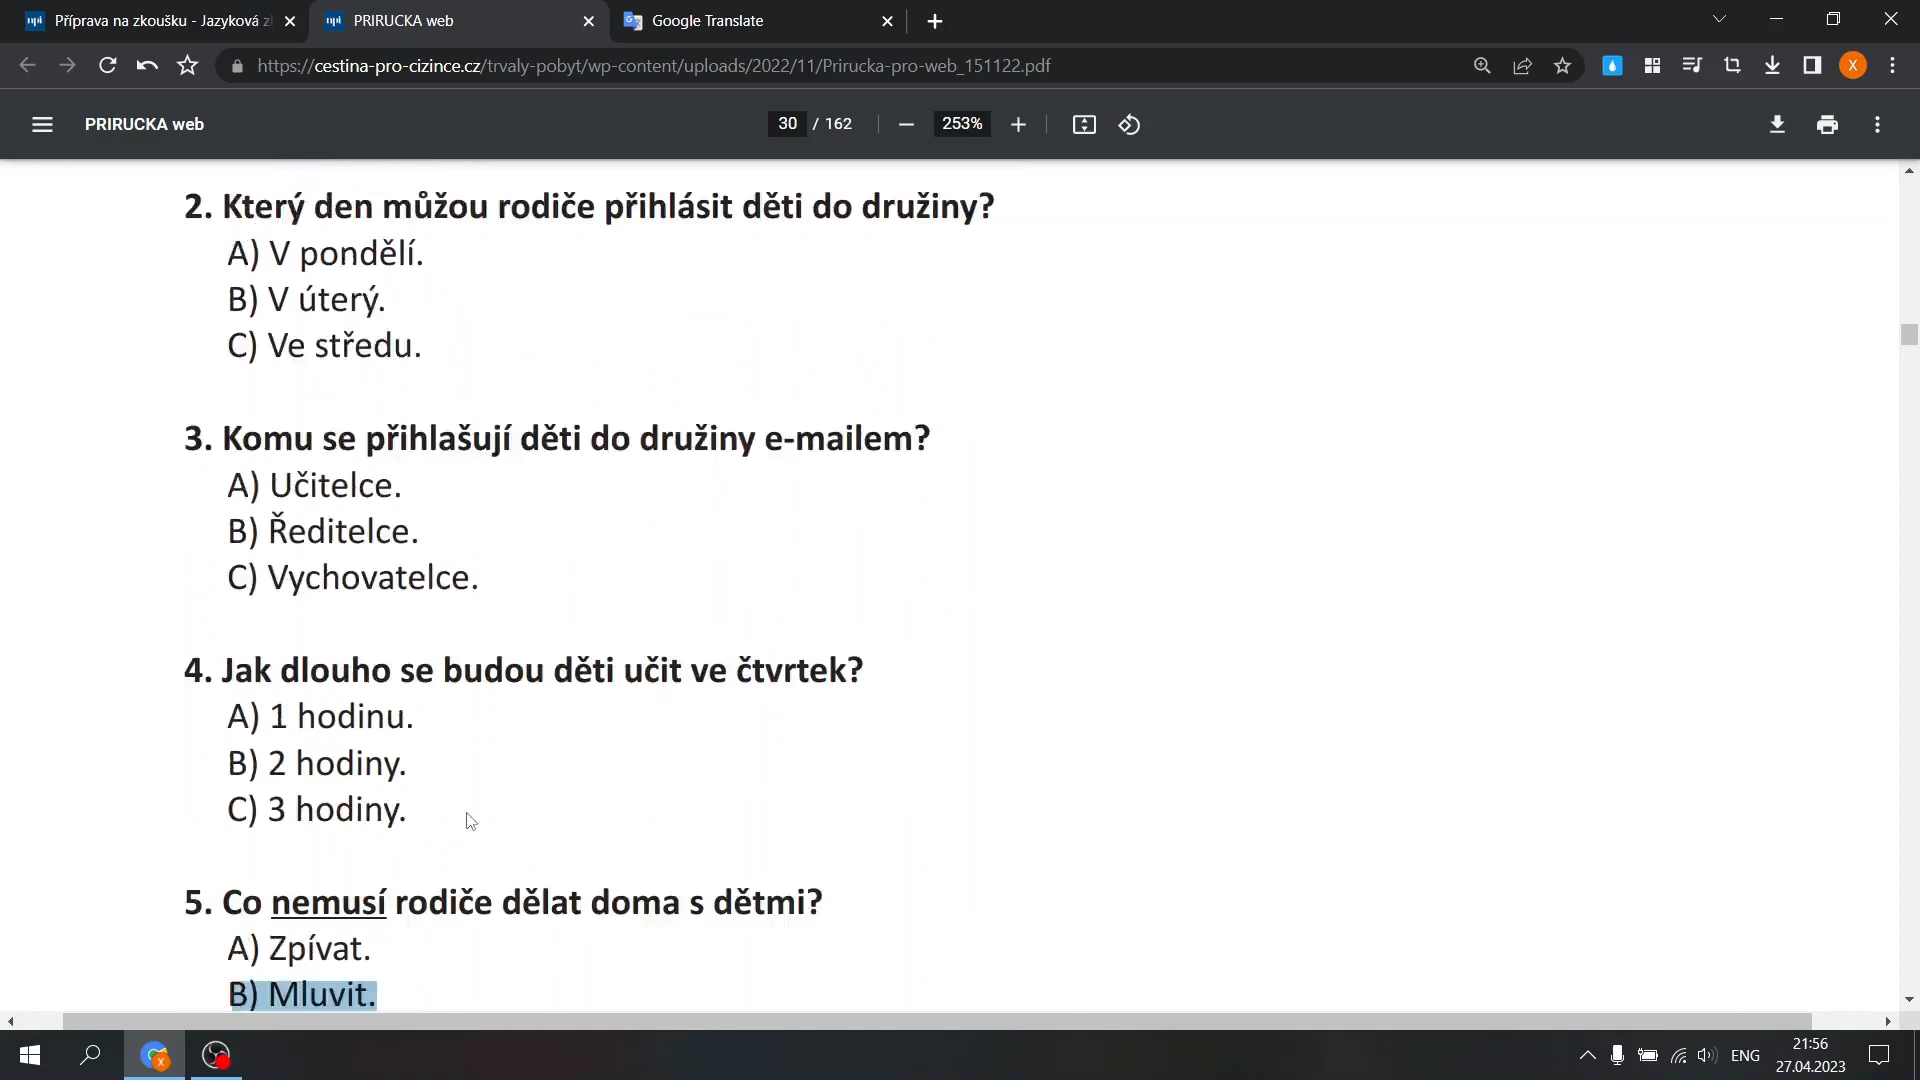 Příprava na zkoušku - Jazyková z
PRIRUCKA web
Google Translate
https://cestina-pro-cizince.cz/trvaly-pobyt/wp-content/uploads/2022/11/Prirucka-pro-web_151122.pdf
X
PRIRUCKA web
30 / 162
253%
2. Který den můžou rodiče přihlásit děti do družiny?
A) V pondělí.
B) V úterý.
C) Ve středu.
3. Komu se přihlašují děti do družiny e-mailem?
A) Učitelce.
B) Ředitelce.
C) Vychovatelce.
4. Jak dlouho se budou děti učit ve čtvrtek?
A) 1 hodinu.
B) 2 hodiny.
C) 3 hodiny.
5. Co nemusí rodiče dělat doma s dětmi?
A) Zpívat.
B) Mluvit.
ENG
21:56
27.04.2023